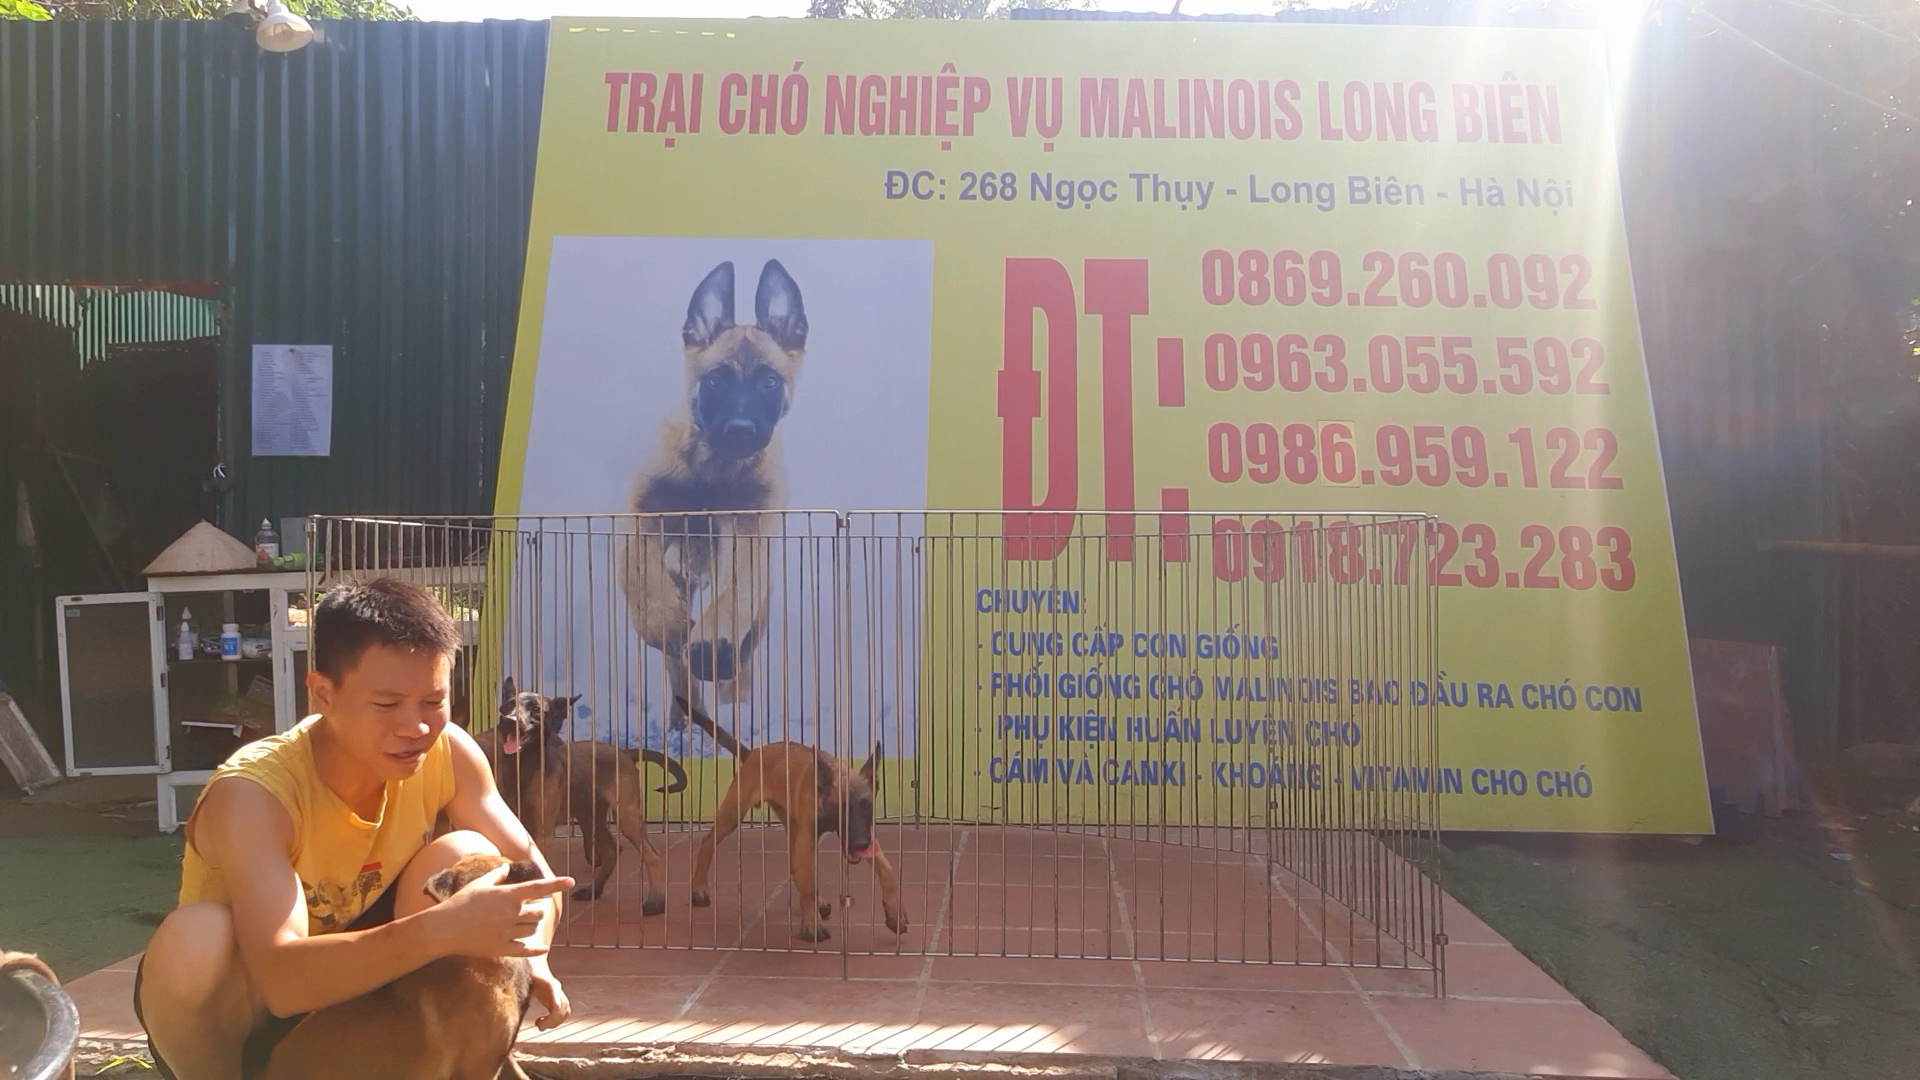 TRẠI CHÓ NGHIỆP VỤ MALINOIS LONG BIÊN
ĐC: 268 Ngọc Thụy - Long Biên - Hà Nội
ĐT:
0869.260.092
0963.055.592
0986.959.122
0918.723.283
CHUYÊN:
- CUNG CẤP CON GIỐNG
- PHỐI GIỐNG CHÓ MALINOIS BAO ĐẦU RA CHÓ CON
- PHỤ KIỆN HUẤN LUYỆN CHO
- CÁM VÀ CANXI - KHOÁNG - VITAMIN CHO CHÓ